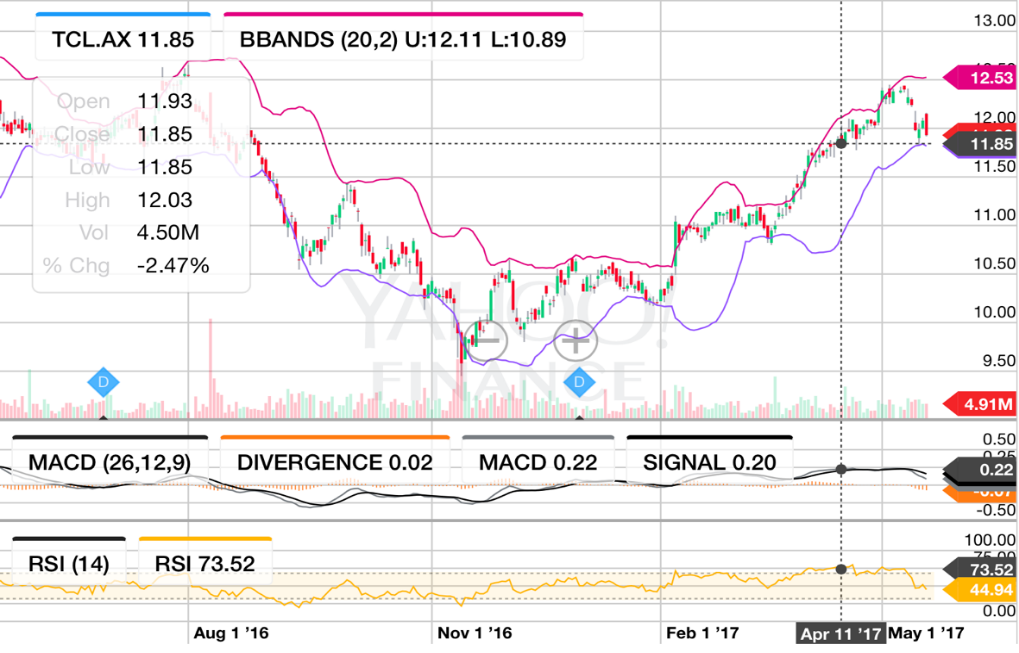 TCL.AX 11.85
BBANDS (20,2) U:12.11 L:10.89
Open 11.93
Close 11.85
Low 11.85
High 12.03
Vol 4.50M
% Chg -2.47%
13.00
12.53
12.00
11.85
11.50
11.00
10.50
10.00
9.50
YAHOO!
FINANCE
D
D
4.91M
MACD (26,12,9)
DIVERGENCE 0.02
MACD 0.22
SIGNAL 0.20
0.50
0.22
-0.50
RSI (14)
RSI 73.52
100.00
75.00
73.52
44.94
0.00
Aug 1 '16
Nov 1 '16
Feb 1 '17
Apr 11 '17
May 1 '17